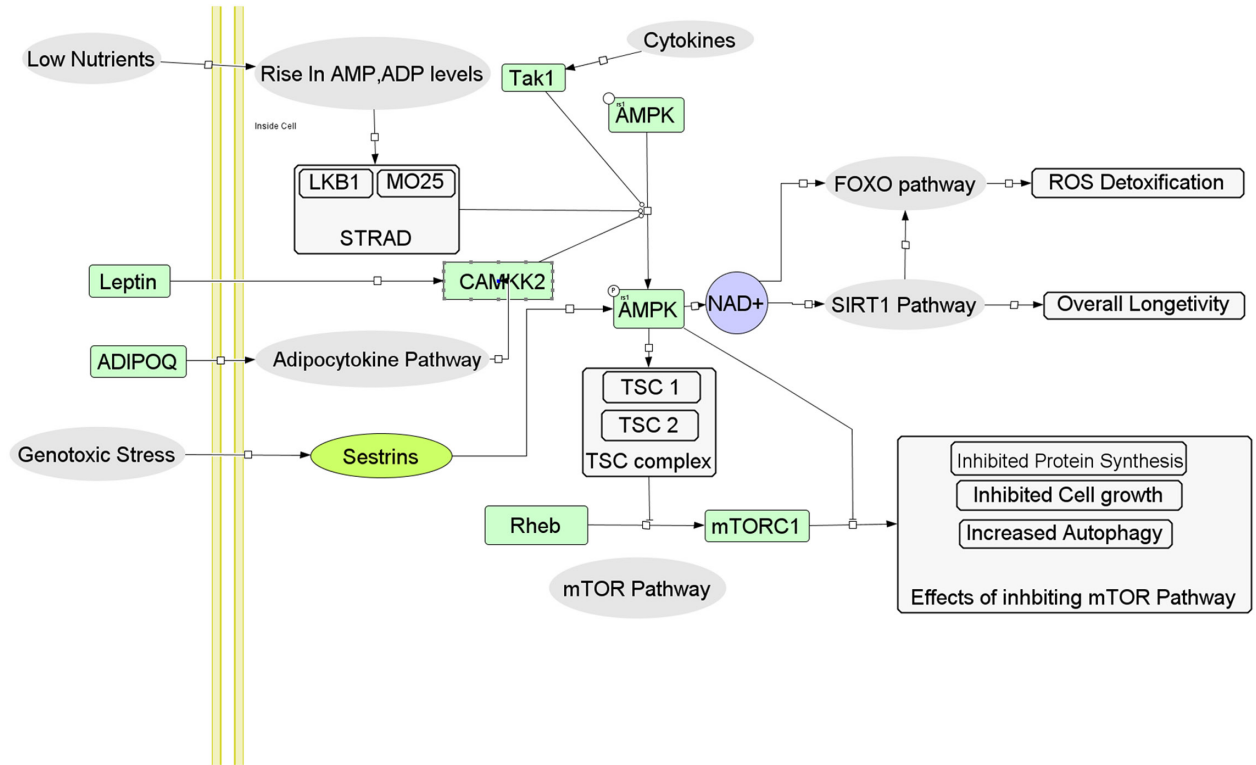 Low Nutrients
Rise In AMP,ADP levels
Cytokines
Tak1
rs1
AMPK
Inside Cell
LKB1
MO25
STRAD
FOXO pathway
ROS Detoxification
Leptin
CAMKK2
P
rs1
AMPK
NAD+
SIRT1 Pathway
Overall Longetivity
ADIPOQ
Adipocytokine Pathway
TSC 1
TSC 2
TSC complex
Genotoxic Stress
Sestrins
Inhibited Protein Synthesis
Inhibited Cell growth
Increased Autophagy
Effects of inhbiting mTOR Pathway
Rheb
mTORC1
mTOR Pathway